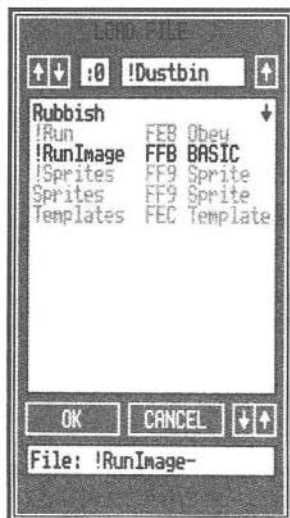 LOAD FILE
:0 !Dustbin
Rubbish
!Run FEB Obey
!RunImage FFB BASIC
!Sprites FF9 Sprite
Sprites FF9 Sprite
Templates FEC Template
OK CANCEL
File: !RunImage-